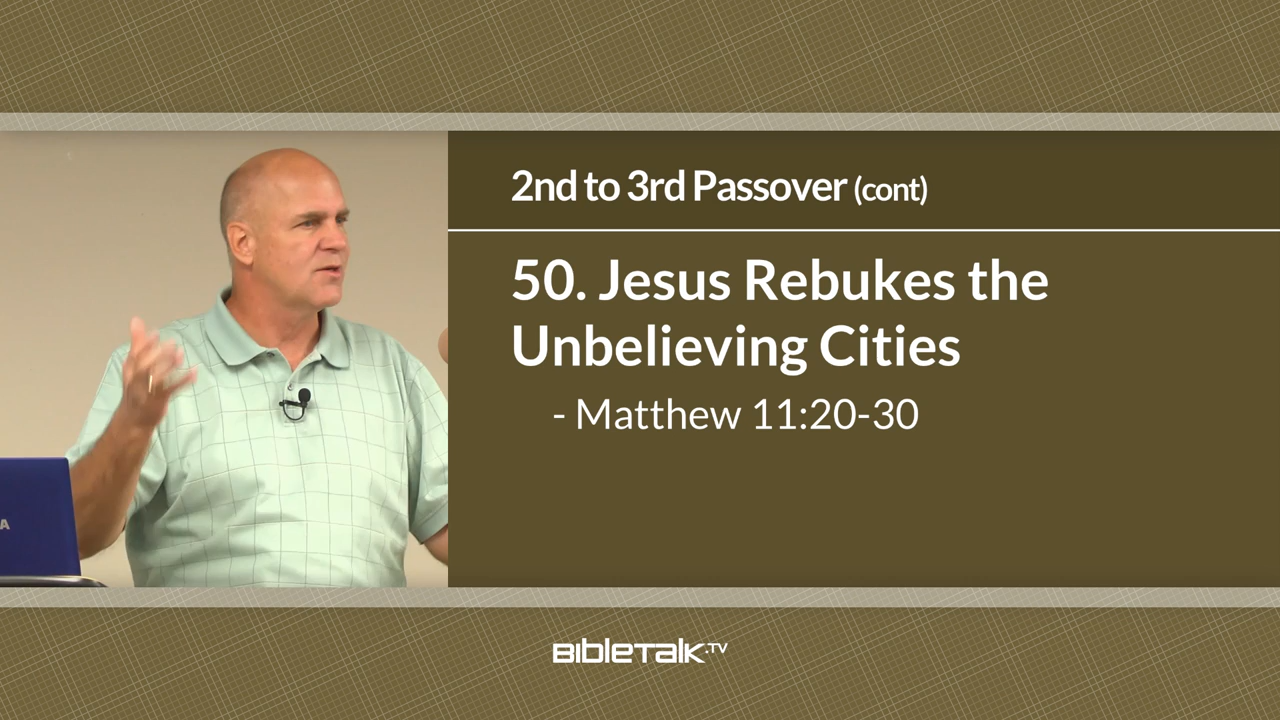 2nd to 3rd Passover (cont)
50. Jesus Rebukes the
Unbelieving Cities
- Matthew 11:20-30
A
BIBLETALK.TV